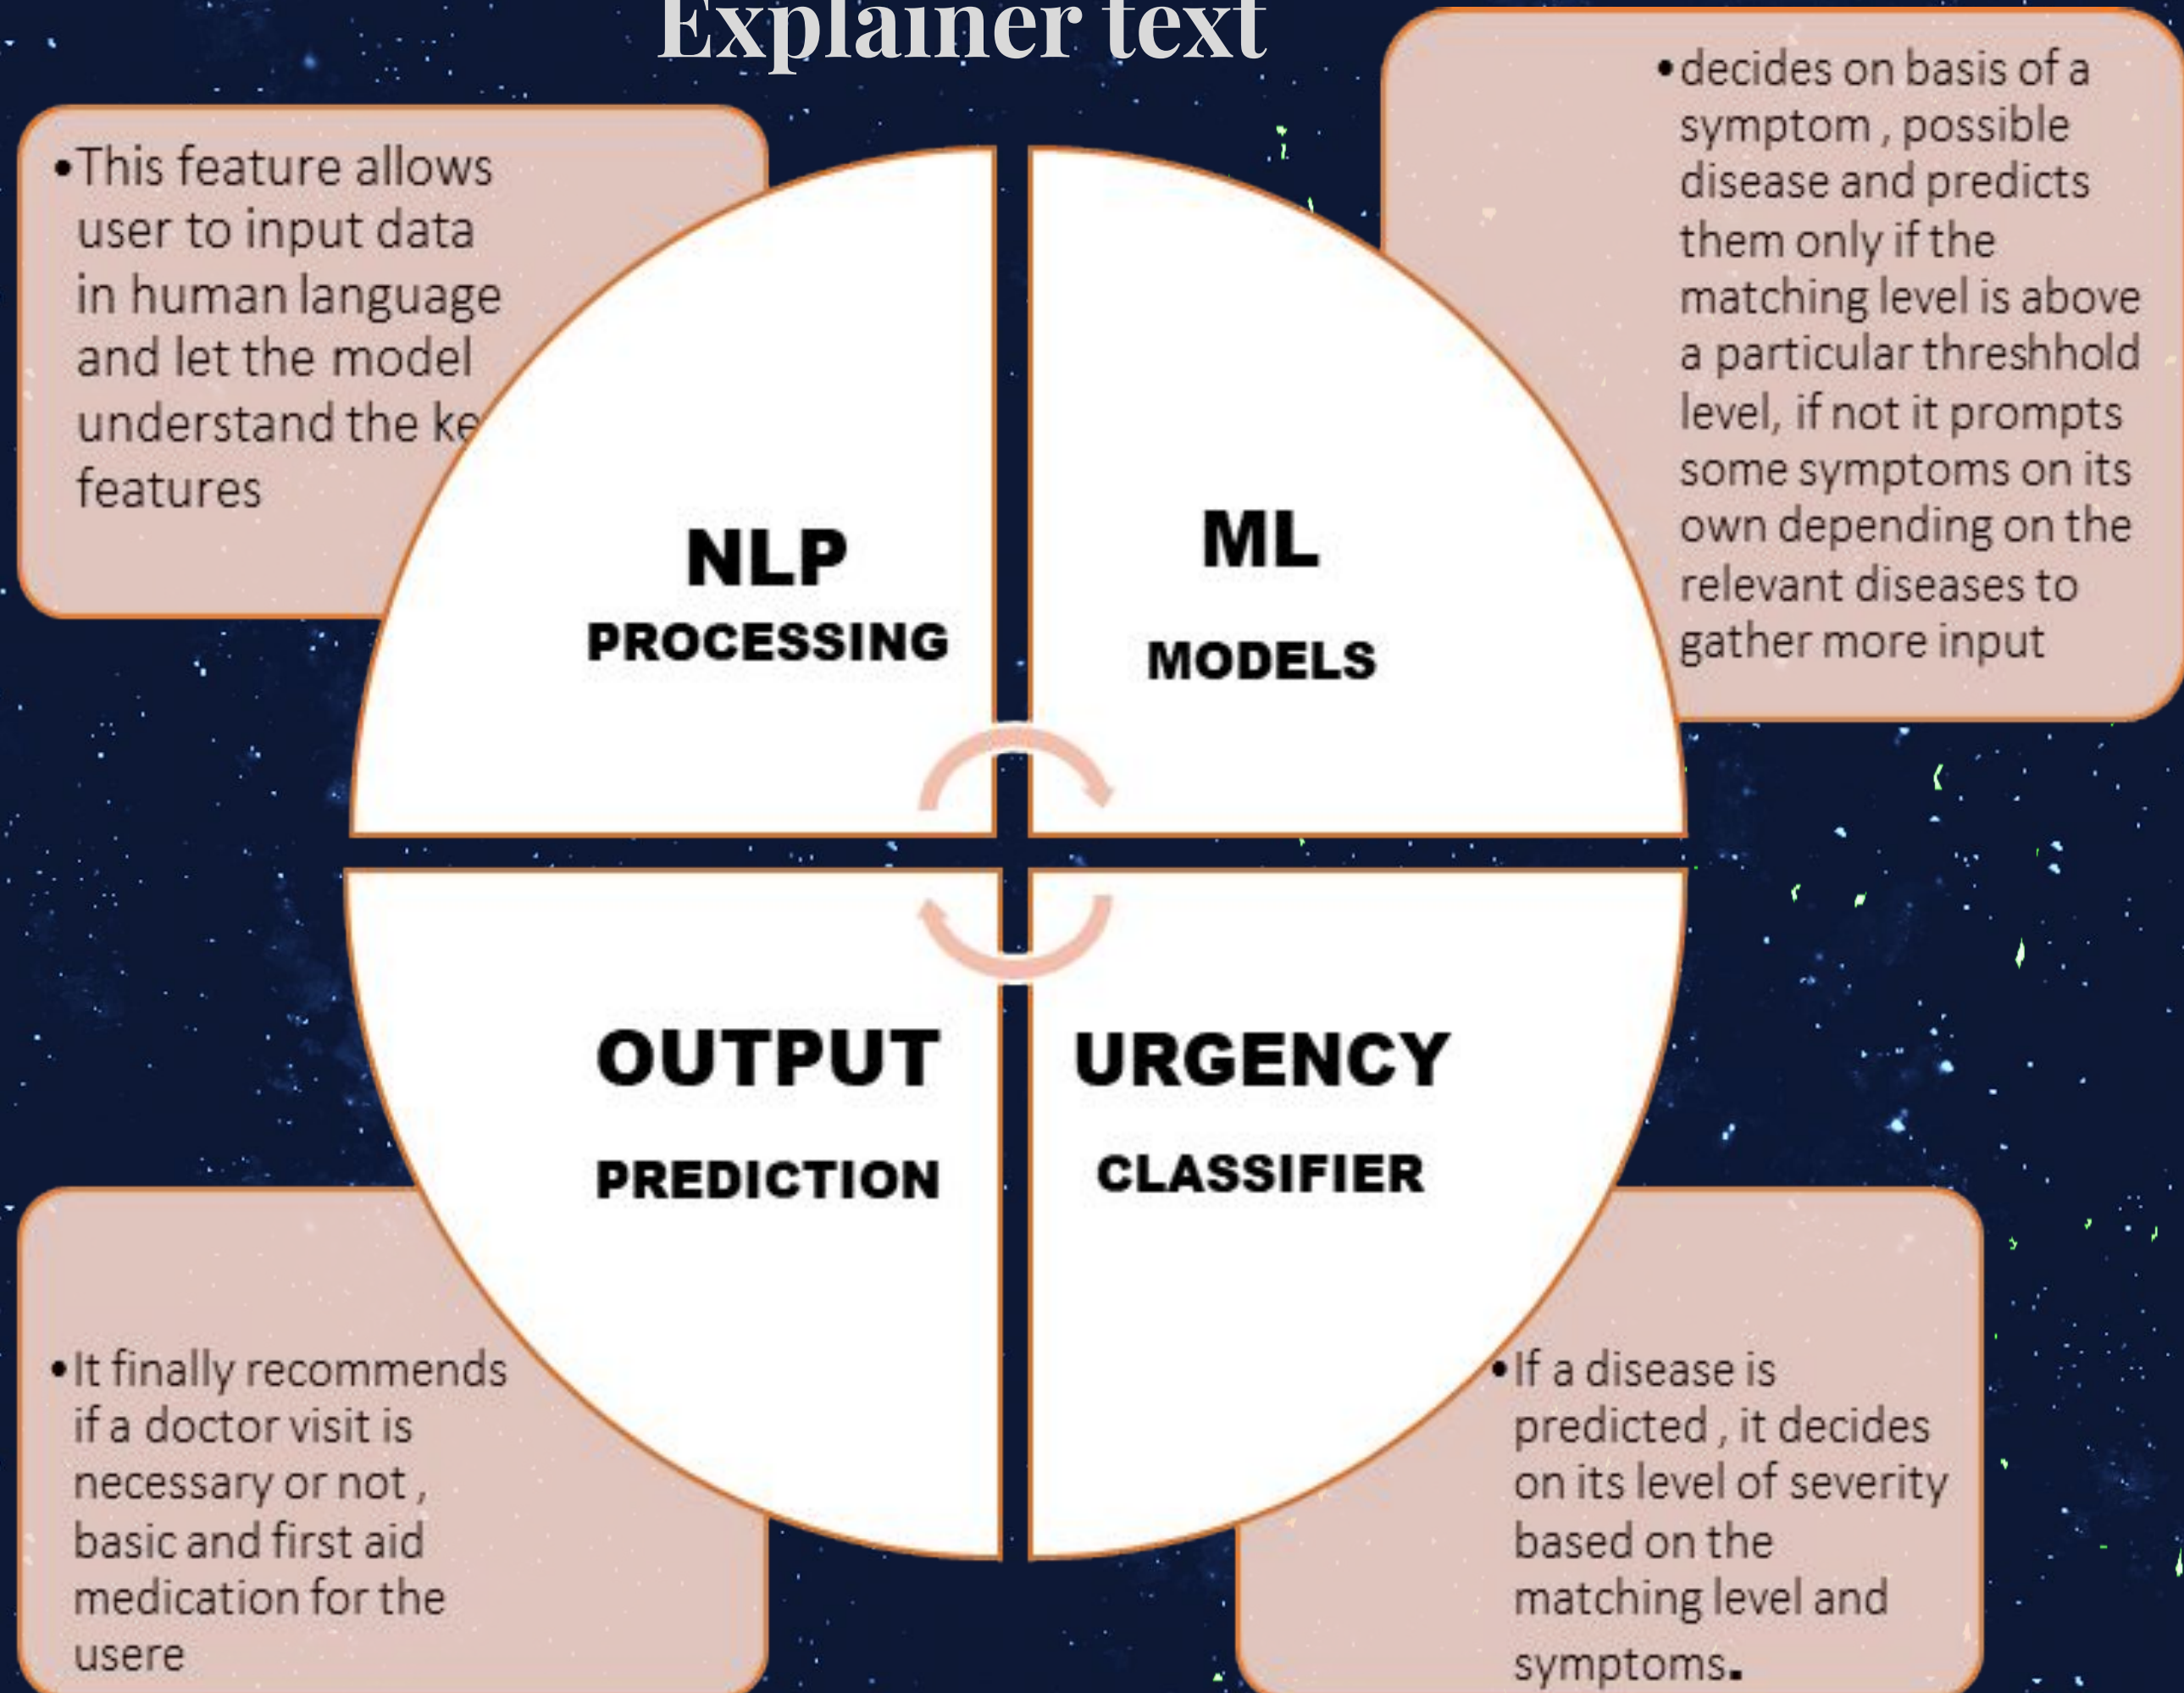 Explainer text
•This feature allows
user to input data
in human language
and let the model
understand the
features
NLP
PROCESSING
ML
MODELS
•decides on basis of a
symptom , possible
disease and predicts
them only if the
matching level is above
a particular threshhold
level, if not it prompts
some symptoms on its
own depending on the
relevant diseases to
gather more input
OUTPUT
PREDICTION
URGENCY
CLASSIFIER
•It finally recommends
if a doctor visit is
necessary or not ,
basic and first aid
medication for the
usere
•If a disease is
predicted , it decides
on its level of severity
based on the
matching level and
symptoms.